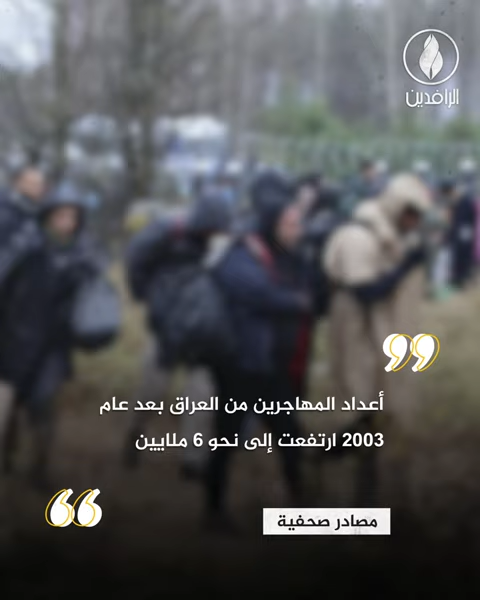 الرافدين
أعداد المهاجرين من العراق بعد عام
2003 ارتفعت إلى نحو 6 ملايين
مصادر صحفية